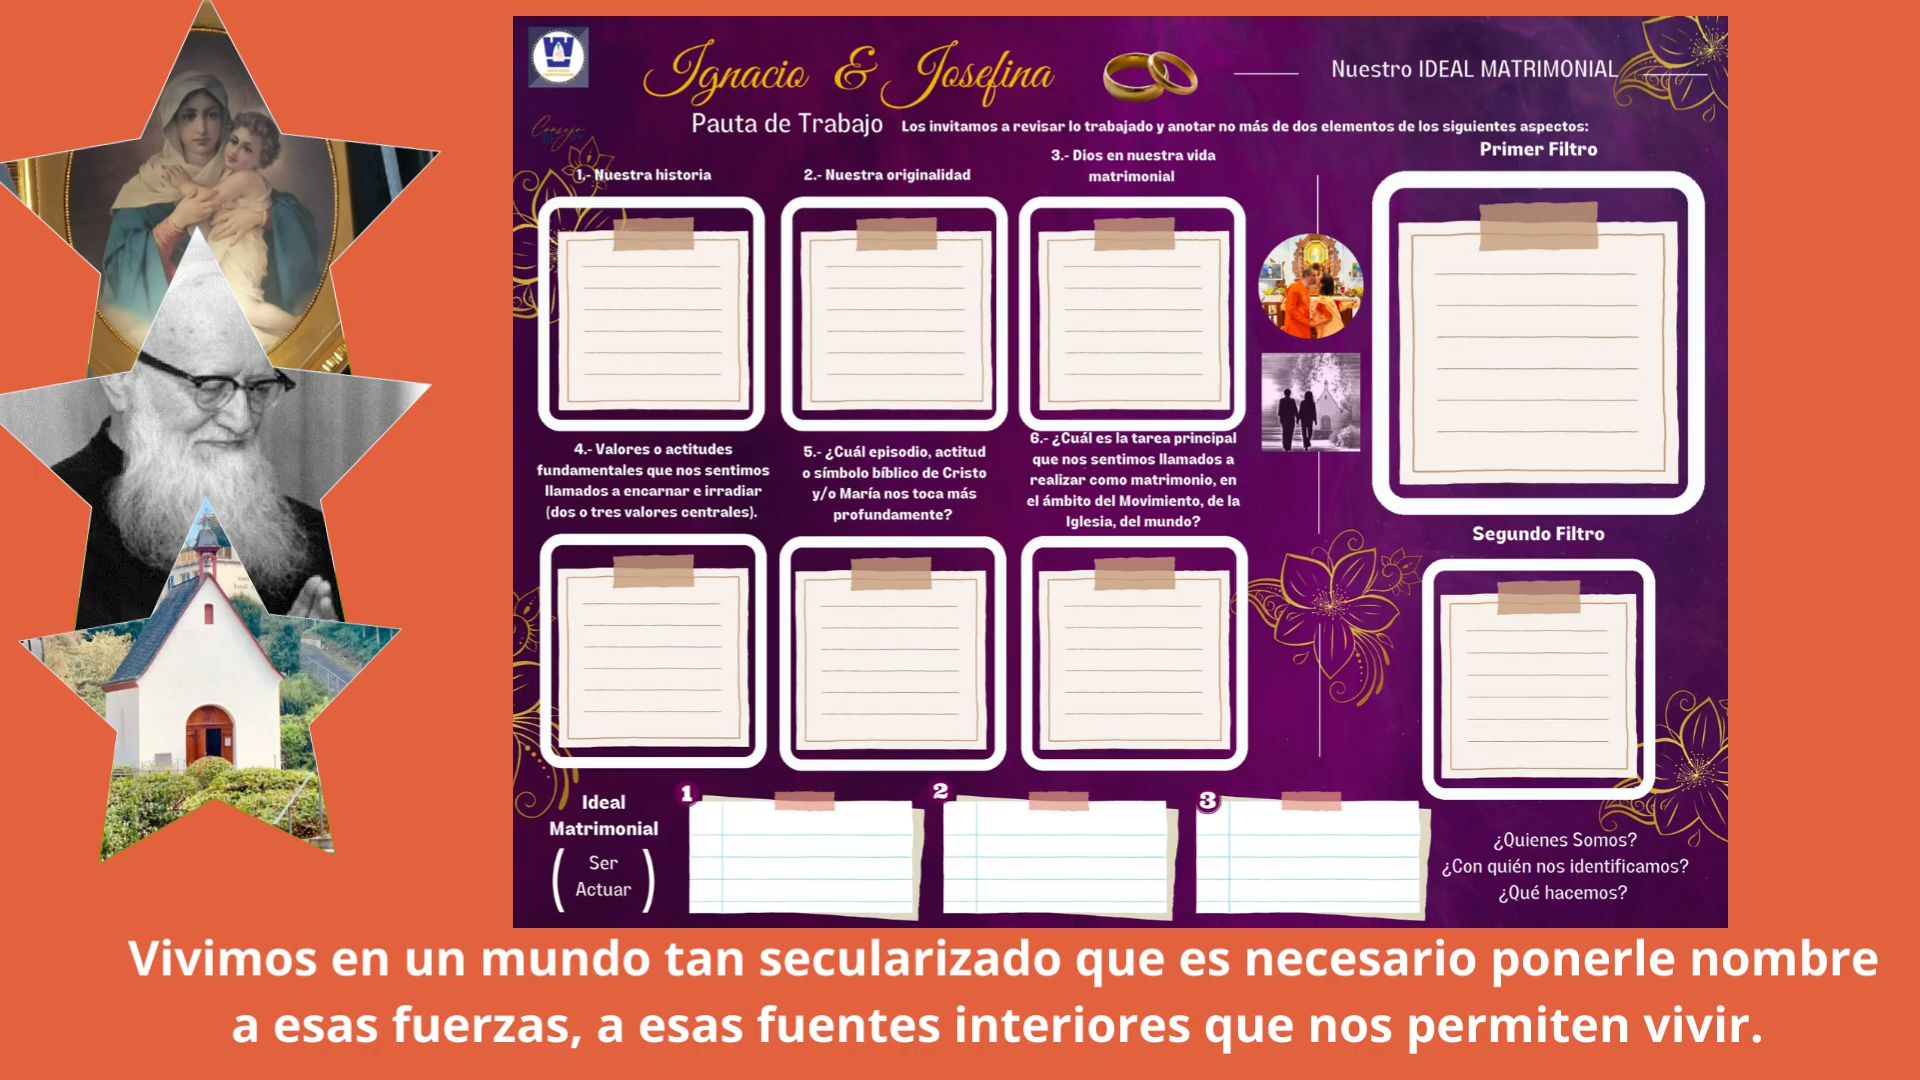 Ignacio & Josefina
Nuestro IDEAL MATRIMONIAL
Consejo
Pauta de Trabajo
Los invitamos a revisar lo trabajado y anotar no más de dos elementos de los siguientes aspectos:
1.- Nuestra historia
2.- Nuestra originalidad
3.- Dios en nuestra vida
matrimonial
Primer Filtro
4.- Valores o actitudes
fundamentales que nos sentimos
llamados a encarnar e irradiar
(dos o tres valores centrales).
5.- ¿Cuál episodio, actitud
o símbolo bíblico de Cristo
y/o María nos toca más
profundamente?
6.- ¿Cuál es la tarea principal
que nos sentimos llamados a
realizar como matrimonio, en
el ámbito del Movimiento, de la
Iglesia, del mundo?
Segundo Filtro
Ideal
Matrimonial
( Ser
Actuar )
1
2
3
¿Quienes Somos?
¿Con quién nos identificamos?
¿Qué hacemos?
Vivimos en un mundo tan secularizado que es necesario ponerle nombre
a esas fuerzas, a esas fuentes interiores que nos permiten vivir.